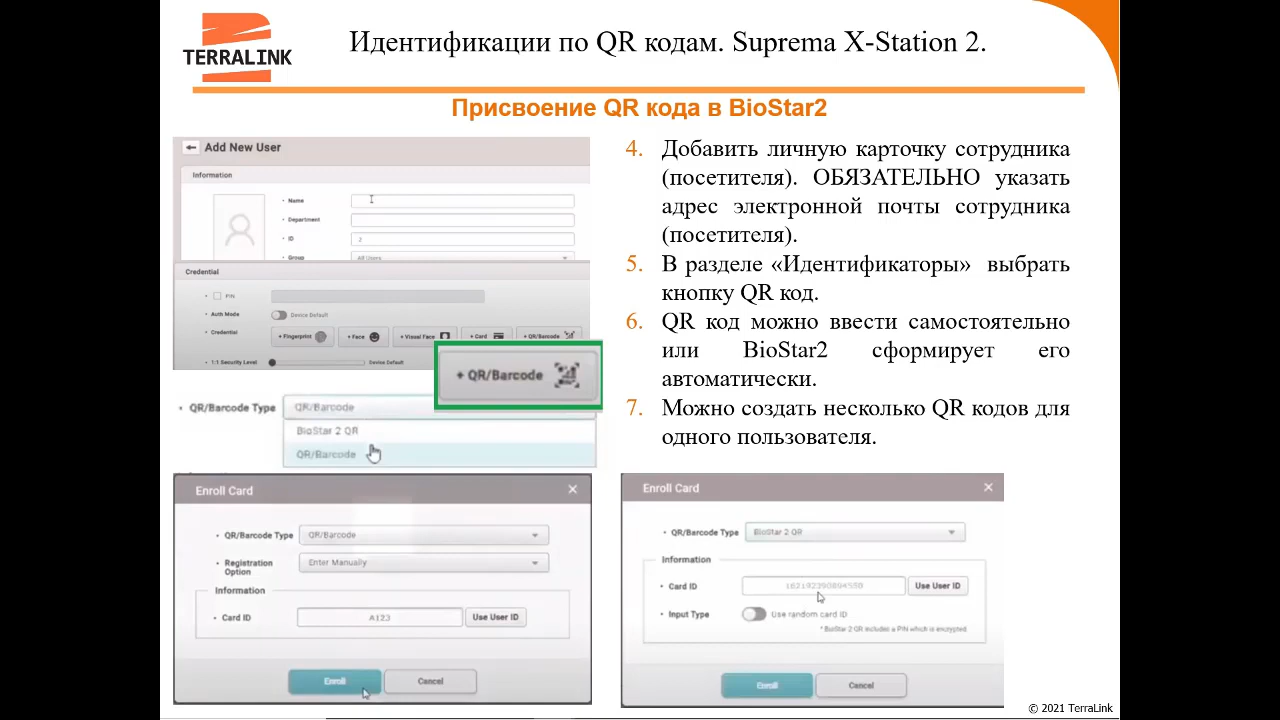 TERRALINK
Идентификации по QR кодам. Suprema X-Station 2.
Присвоение QR кода в BioStar2
Add New User
Information
Name
Department
ID
2
Group
All Users
Credential
PIN
Auth Mode
Device Default
Credential
+ Fingerprint
+ Face
+ Visual Face
+ Card
+ QR/Barcode
1:1 Security Level
Device Default
+ QR/Barcode
QR/Barcode Type
QR/Barcode
BioStar 2 QR
QR/Barcode
4. Добавить личную карточку сотрудника
(посетителя). ОБЯЗАТЕЛЬНО указать
адрес электронной почты сотрудника
(посетителя).
5. В разделе «Идентификаторы» выбрать
кнопку QR код.
6. QR код можно ввести самостоятельно
или BioStar2 сформирует его
автоматически.
7. Можно создать несколько QR кодов для
одного пользователя.
Enroll Card
QR/Barcode Type
QR/Barcode
Registration
Option
Enter Manually
Information
Card ID
A123
Use User ID
Enroll
Cancel
Enroll Card
QR/Barcode Type
BioStar 2 QR
Information
Card ID
Use User ID
Input Type
Use random card ID
* BioStar 2 QR includes a PIN which is encrypted.
Enroll
Cancel
© 2021 TerraLink